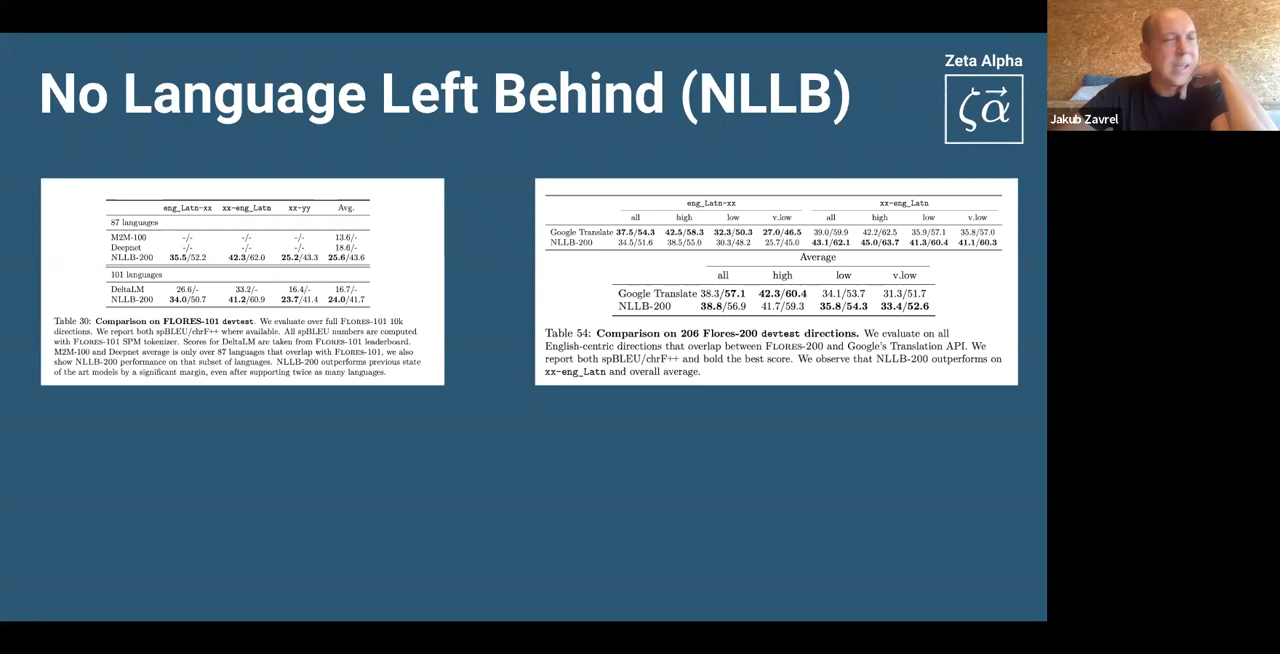 No Language Left Behind (NLLB)
Zeta Alpha
ζα
Jakub Zavrel
eng_Latn-xx xx-eng_Latn xx-yy Avg.
87 languages
M2M-100 -/- -/- -/- 13.6/-
Deepnet -/- -/- -/- 18.6/-
NLLB-200 35.5/52.2 42.3/62.0 25.2/43.3 25.6/43.6
101 languages
DeltaLM 26.6/- 33.2/- 16.4/- 16.7/-
NLLB-200 34.0/50.7 41.2/60.9 23.7/41.4 24.0/41.7
Table 30: Comparison on FLORES-101 devtest. We evaluate over full FLORES-101 10k
directions. We report both spBLEU/chrF++ where available. All spBLEU numbers are computed
with FLORES-101 SPM tokenizer. Scores for DeltaLM are taken from FLORES-101 leaderboard.
M2M-100 and Deepnet average is only over 87 languages that overlap with FLORES-101, we also
show NLLB-200 performance on that subset of languages. NLLB-200 outperforms previous state
of the art models by a significant margin, even after supporting twice as many languages.
eng_Latn-xx xx-eng_Latn
all high low v.low all high low v.low
Google Translate 37.5/54.3 42.5/58.3 32.3/50.3 27.0/46.5 39.0/59.9 42.2/62.5 35.9/57.1 35.8/57.0
NLLB-200 34.5/51.6 38.5/55.0 30.3/48.2 25.7/45.0 43.1/62.1 45.0/63.7 41.3/60.4 41.1/60.3
Average
all high low v.low
Google Translate 38.3/57.1 42.3/60.4 34.1/53.7 31.3/51.7
NLLB-200 38.8/56.9 41.7/59.3 35.8/54.3 33.4/52.6
Table 54: Comparison on 206 Flores-200 devtest directions. We evaluate on all
English-centric directions that overlap between FLORES-200 and Google's Translation API. We
report both spBLEU/chrF++ and bold the best score. We observe that NLLB-200 outperforms on
xx-eng_Latn and overall average.